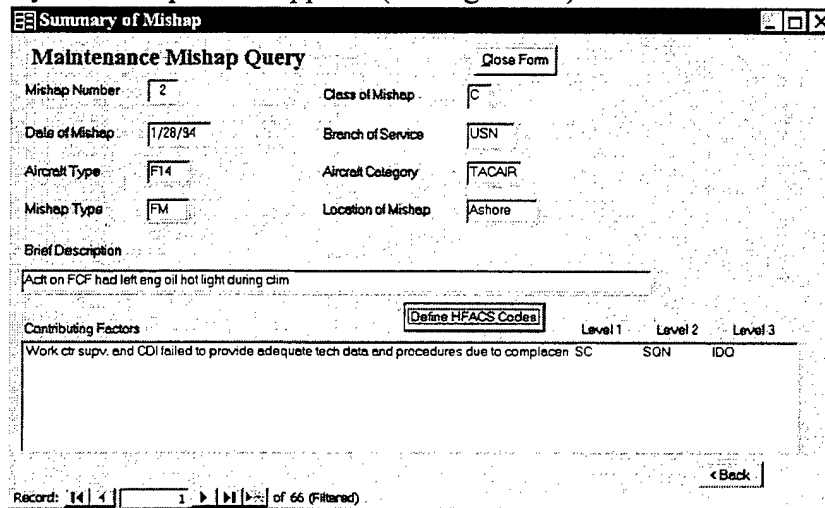 Summary of Mishap
Maintenance Mishap Query
Close Form
Mishap Number 2 Class of Mishap C
Date of Mishap 1/28/94 Branch of Service USN
Aircraft Type F14 Aircraft Category TACAIR
Mishap Type FM Location of Mishap Ashore
Brief Description
Acft on FCF had left eng oil hot light during clim
Define HFACS Codes
Contributing Factors Level 1 Level 2 Level 3
Work ctr supv. and CDI failed to provide adequate tech data and procedures due to complacen SC SQN IDQ
<Back
Record: 1 of 66 (Filtered)